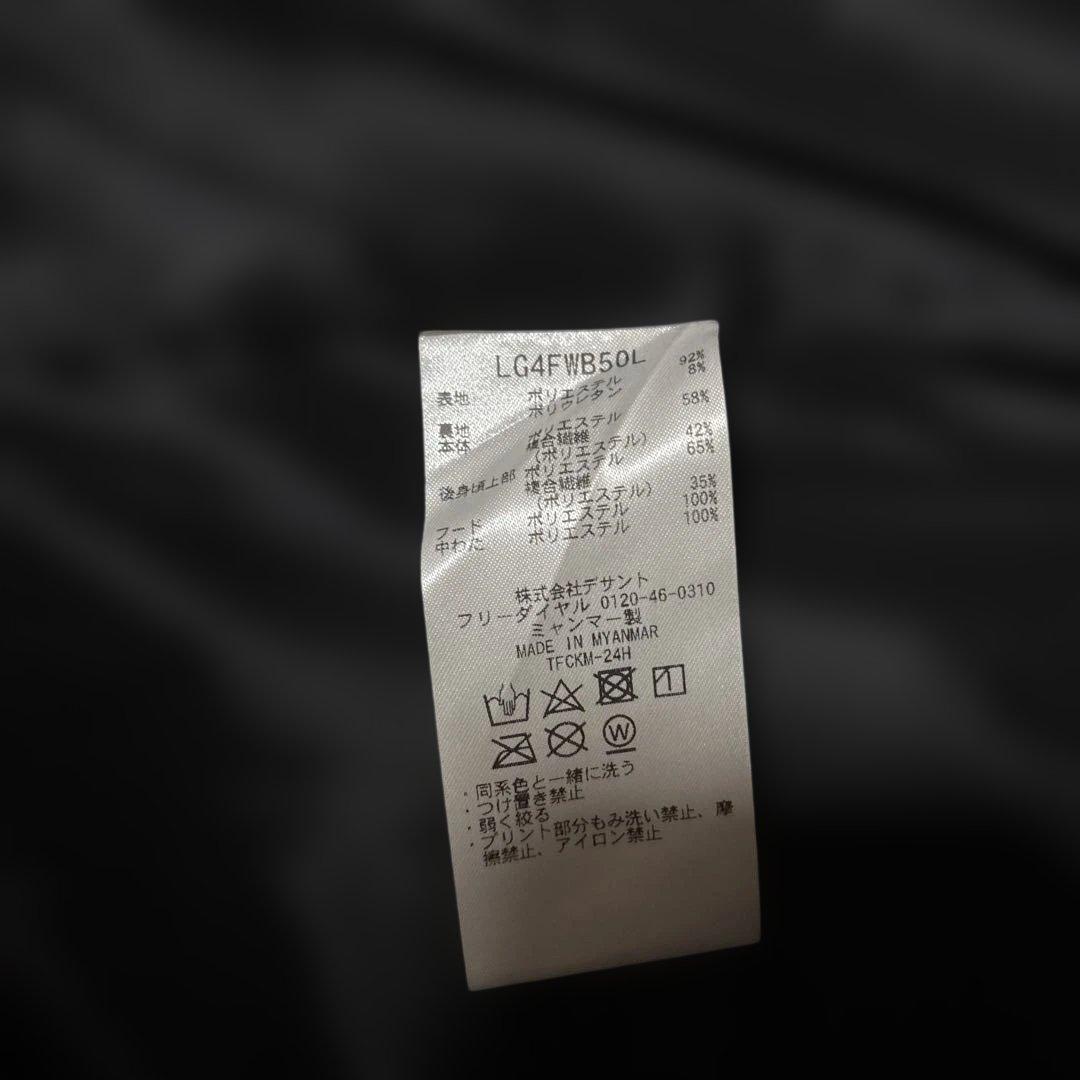 LG4FWB50L
表地 ポリエステル 92%
ポリウレタン 8%
裏地 ポリエステル 58%
本体 複合繊維
(ポリエステル) 42%
後身頃上部 ポリエステル 65%
複合繊維
(ポリエステル) 35%
フード ポリエステル 100%
中わた ポリエステル 100%
株式会社デサント
フリーダイヤル 0120-46-0310
ミャンマー製
MADE IN MYANMAR
TFCKM-24H
W
・同系色と一緒に洗う
・つけ置き禁止
・弱く絞る
・プリント部分もみ洗い禁止、摩
擦禁止、アイロン禁止